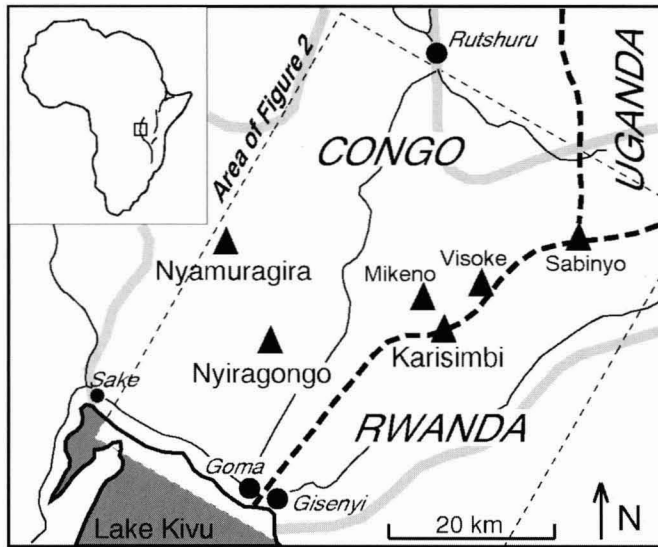 Rutshuru
UGANDA
Area of Figure 2
CONGO
Nyamuragira
Mikeno
Visoke
Sabinyo
Nyiragongo
Karisimbi
Sake
RWANDA
Goma
Gisenyi
Lake Kivu
20 km
N